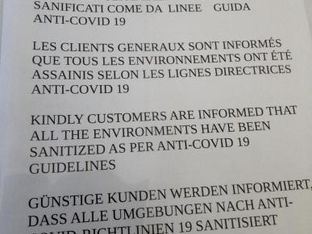 SANIFICATI COME DA LINEE GUIDA
ANTI-COVID 19
LES CLIENTS GENERAUX SONT INFORMÉS
QUE TOUS LES ENVIRONNEMENTS ONT ÉTÉ
ASSAINIS SELON LES LIGNES DIRECTRICES
ANTI-COVID 19
KINDLY CUSTOMERS ARE INFORMED THAT
ALL THE ENVIRONMENTS HAVE BEEN
SANITIZED AS PER ANTI-COVID 19
GUIDELINES
GÜNSTIGE KUNDEN WERDEN INFORMIERT,
DASS ALLE UMGEBUNGEN NACH ANTI-
COVID-RICHTLINIEN 19 SANITISIERT